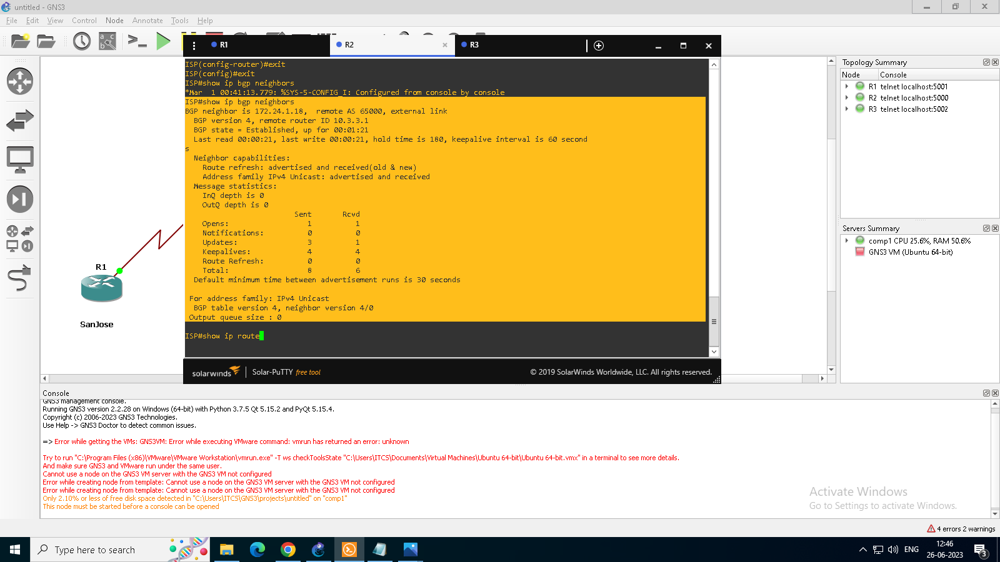 untitled - GNS3
File Edit View Control Node Annotate Tools Help
R1
R2
R3
ISP(config-router)#exit
ISP(config)#exit
ISP#show ip bgp neighbors
*Mar  1 00:41:13.779: %SYS-5-CONFIG_I: Configured from console by console
ISP#show ip bgp neighbors
BGP neighbor is 172.24.1.18,  remote AS 65000, external link
BGP version 4, remote router ID 10.3.3.1
BGP state = Established, up for 00:01:21
Last read 00:00:21, last write 00:00:21, hold time is 180, keepalive interval is 60 second
s
Neighbor capabilities:
Route refresh: advertised and received(old & new)
Address family IPv4 Unicast: advertised and received
Message statistics:
InQ depth is 0
OutQ depth is 0
Sent Rcvd
Opens: 1 1
Notifications: 0 0
Updates: 3 1
Keepalives: 4 4
Route Refresh: 0 0
Total: 8 6
Default minimum time between advertisement runs is 30 seconds
For address family: IPv4 Unicast
BGP table version 4, neighbor version 4/0
Output queue size : 0
ISP#show ip route
solarwinds Solar-PuTTY free tool © 2019 SolarWinds Worldwide, LLC. All rights reserved.
R1
SanJose
Topology Summary
Node Console
R1 telnet localhost:5001
R2 telnet localhost:5000
R3 telnet localhost:5002
Servers Summary
comp1 CPU 25.6%, RAM 50.6%
GNS3 VM (Ubuntu 64-bit)
Console
GNS3 management console.
Running GNS3 version 2.2.28 on Windows (64-bit) with Python 3.7.5 Qt 5.15.2 and PyQt 5.15.4.
Copyright (c) 2006-2023 GNS3 Technologies.
Use Help -> GNS3 Doctor to detect common issues.
=> Error while getting the VMs: GNS3VM: Error while executing VMware command: vmrun has returned an error: unknown
Try to run "C:\Program Files (x86)\VMware\VMware Workstation\vmrun.exe" -T ws checkToolsState "C:\Users\ITCS\Documents\Virtual Machines\Ubuntu 64-bit\Ubuntu 64-bit.vmx" in a terminal to see more details.
And make sure GNS3 and VMware run under the same user.
Cannot use a node on the GNS3 VM server with the GNS3 VM not configured
Error while creating node from template: Cannot use a node on the GNS3 VM server with the GNS3 VM not configured
Error while creating node from template: Cannot use a node on the GNS3 VM server with the GNS3 VM not configured
Only 2.10% or less of free disk space detected in "C:\Users\ITCS\GNS3\projects\untitled" on "comp1"
This node must be started before a console can be opened
Activate Windows
Go to Settings to activate Windows.
4 errors 2 warnings
Type here to search
ENG
12:46
26-06-2023
3